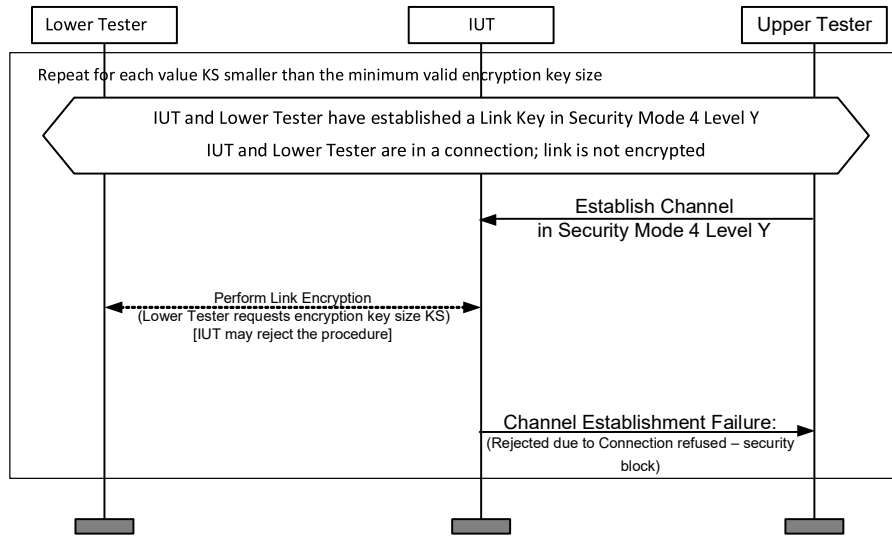 Lower Tester
IUT
Upper Tester
Repeat for each value KS smaller than the minimum valid encryption key size
IUT and Lower Tester have established a Link Key in Security Mode 4 Level Y
IUT and Lower Tester are in a connection; link is not encrypted
Establish Channel
in Security Mode 4 Level Y
Perform Link Encryption
(Lower Tester requests encryption key size KS)
[IUT may reject the procedure]
Channel Establishment Failure:
(Rejected due to Connection refused – security
block)